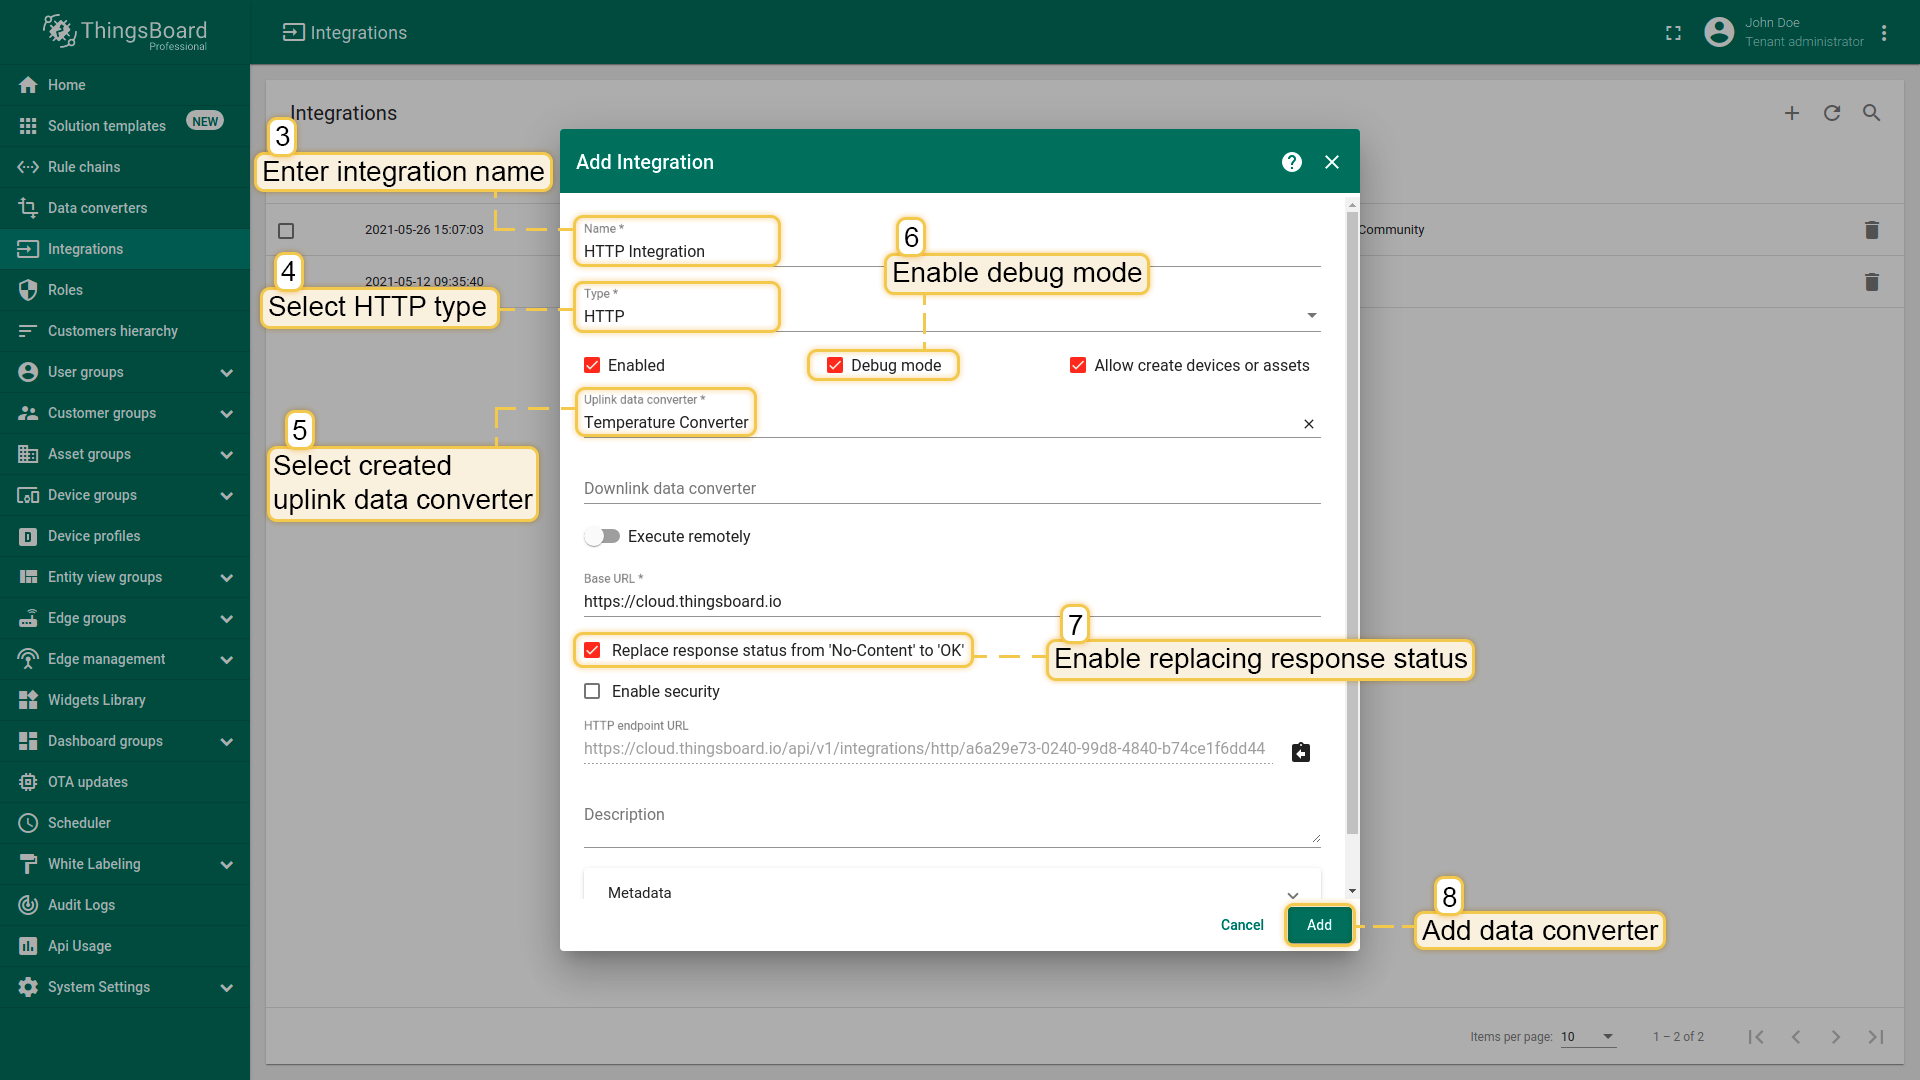 ThingsBoard
Professional
Integrations
John Doe
Tenant administrator
Home
Solution templates
NEW
Rule chains
Data converters
Integrations
Roles
Customers hierarchy
User groups
Customer groups
Asset groups
Device groups
Device profiles
Entity view groups
Edge groups
Edge management
Widgets Library
Dashboard groups
OTA updates
Scheduler
White Labeling
Audit Logs
Api Usage
System Settings
Integrations
3
Enter integration name
2021-05-26 15:07:03
Community
4
2021-05-12 09:35:40
Select HTTP type
5
Select created
uplink data converter
Add Integration
Name *
HTTP Integration
6
Enable debug mode
Type *
HTTP
Enabled
Debug mode
Allow create devices or assets
Uplink data converter *
Temperature Converter
Downlink data converter
Execute remotely
Base URL *
https://cloud.thingsboard.io
7
Replace response status from 'No-Content' to 'OK'
Enable replacing response status
Enable security
HTTP endpoint URL
https://cloud.thingsboard.io/api/v1/integrations/http/a6a29e73-0240-99d8-4840-b74ce1f6dd44
Description
Metadata
Cancel
Add
8
Add data converter
Items per page:
10
1 – 2 of 2